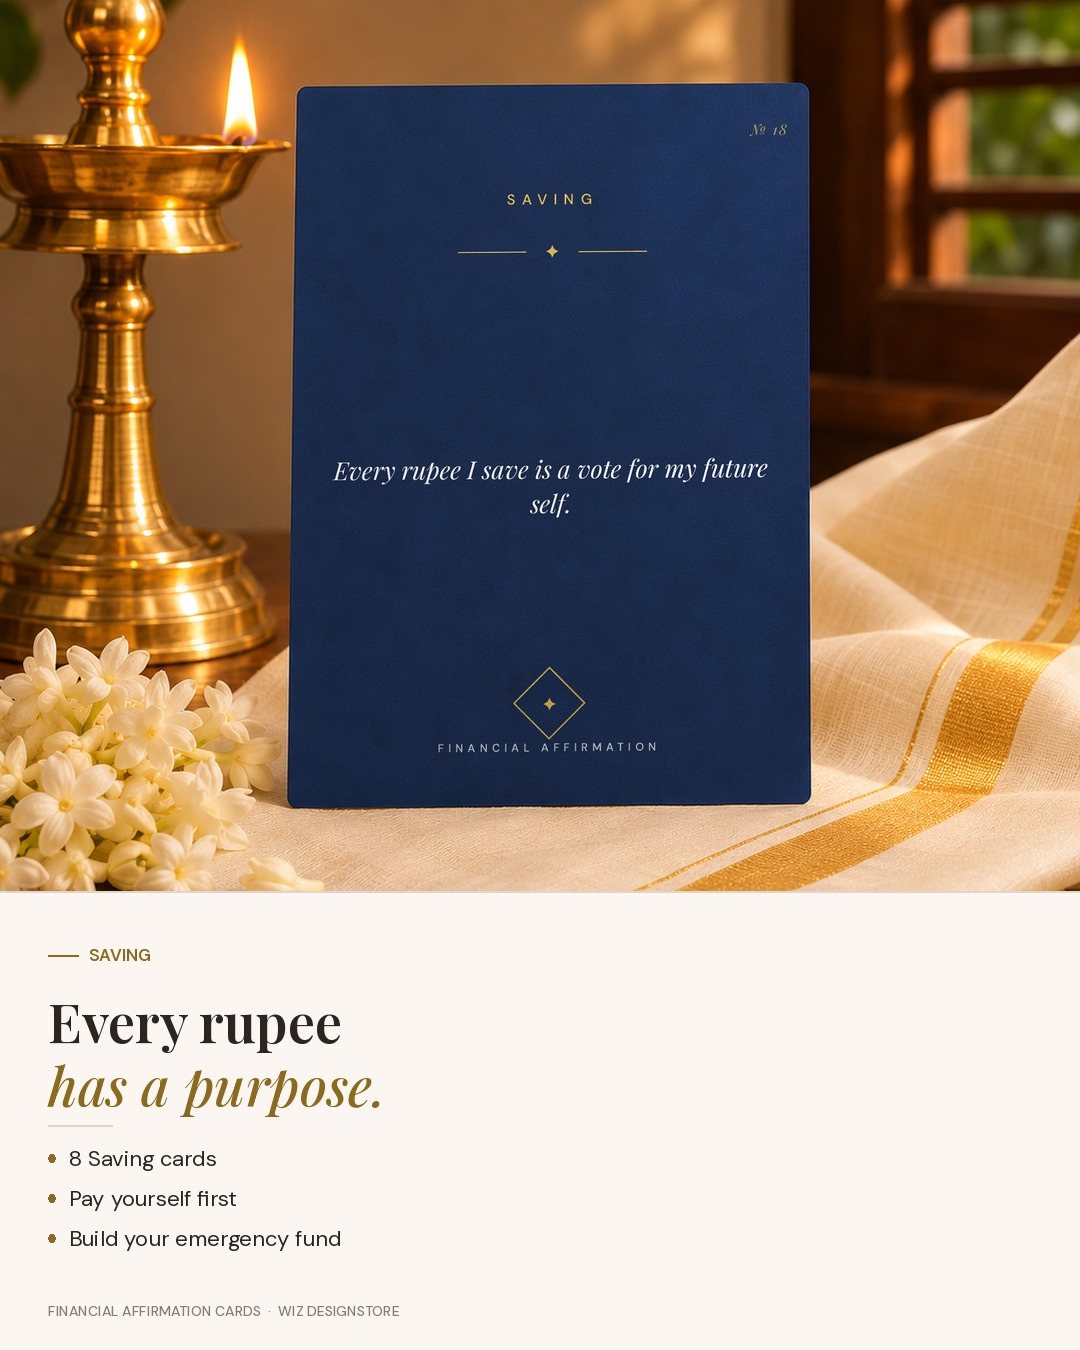 Nº 18
SAVING
Every rupee I save is a vote for my future
self.
FINANCIAL AFFIRMATION
SAVING
Every rupee
has a purpose.
8 Saving cards
Pay yourself first
Build your emergency fund
FINANCIAL AFFIRMATION CARDS · WIZ DESIGNSTORE